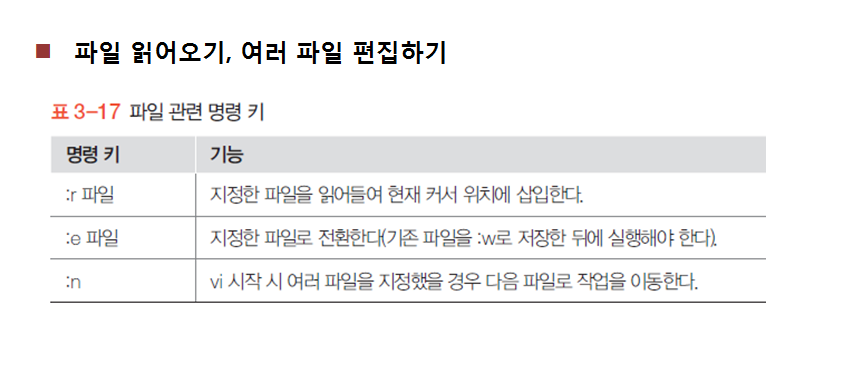 파일 읽어오기, 여러 파일 편집하기
표 3-17 파일 관련 명령 키
명령 키 기능
:r 파일 지정한 파일을 읽어들여 현재 커서 위치에 삽입한다.
:e 파일 지정한 파일로 전환한다(기존 파일을 :w로 저장한 뒤에 실행해야 한다).
:n vi 시작 시 여러 파일을 지정했을 경우 다음 파일로 작업을 이동한다.